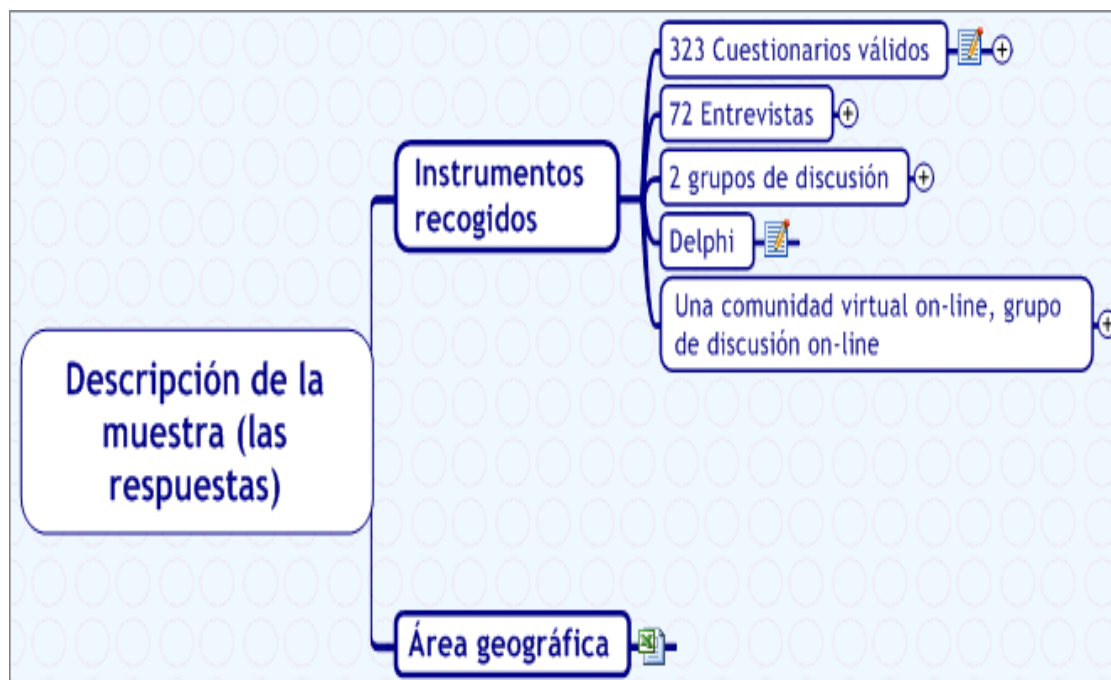 323 Cuestionarios válidos
72 Entrevistas
Instrumentos
recogidos
2 grupos de discusión
Delphi
Una comunidad virtual on-line, grupo
de discusión on-line
Descripción de la
muestra (las
respuestas)
Área geográfica